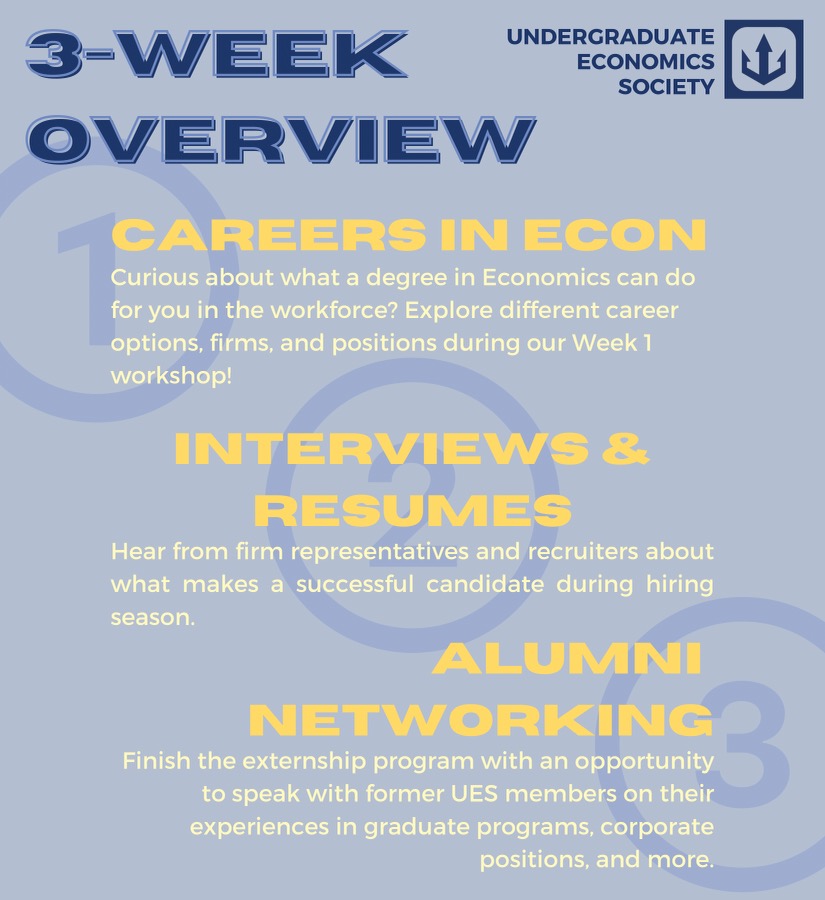 3-WEEK
OVERVIEW
UNDERGRADUATE
ECONOMICS
SOCIETY
1
CAREERS IN ECON
Curious about what a degree in Economics can do
for you in the workforce? Explore different career
options, firms, and positions during our Week 1
workshop!
2
INTERVIEWS &
RESUMES
Hear from firm representatives and recruiters about
what makes a successful candidate during hiring
season.
3
ALUMNI
NETWORKING
Finish the externship program with an opportunity
to speak with former UES members on their
experiences in graduate programs, corporate
positions, and more.